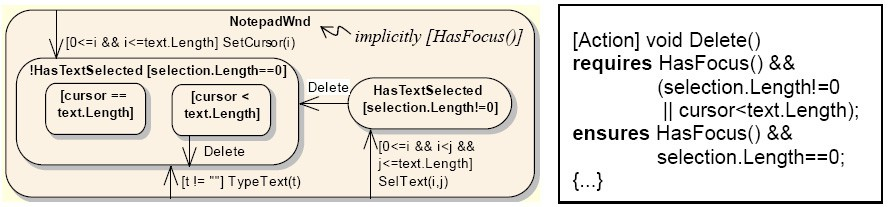 NotepadWnd
implicitly [HasFocus()]
[0<=i && i<=text.Length] SetCursor(i)
!HasTextSelected [selection.Length==0]
[cursor ==
text.Length]
[cursor <
text.Length]
Delete
Delete
HasTextSelected
[selection.Length!=0]
[0<=i && i<j &&
j<=text.Length]
SelText(i,j)
[t != ""] TypeText(t)
[Action] void Delete()
requires HasFocus() &&
(selection.Length!=0
|| cursor<text.Length);
ensures HasFocus() &&
selection.Length==0;
{...}